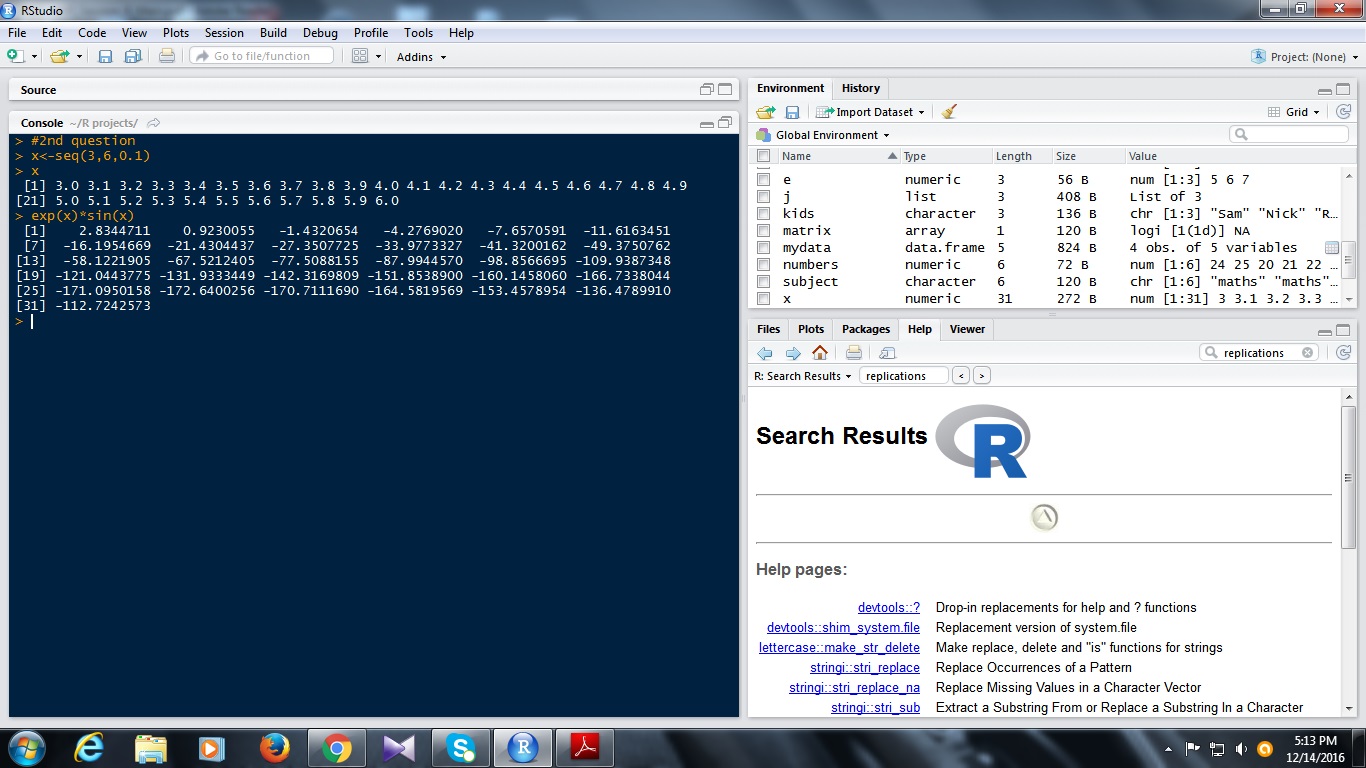 RStudio
File Edit Code View Plots Session Build Debug Profile Tools Help
Go to file/function Addins Project: (None)
Source
Console ~/R projects/
> #2nd question
> x<-seq(3,6,0.1)
> x
[1] 3.0 3.1 3.2 3.3 3.4 3.5 3.6 3.7 3.8 3.9 4.0 4.1 4.2 4.3 4.4 4.5 4.6 4.7 4.8 4.9
[21] 5.0 5.1 5.2 5.3 5.4 5.5 5.6 5.7 5.8 5.9 6.0
> exp(x)*sin(x)
[1] 2.8344711 0.9230055 -1.4320654 -4.2769020 -7.6570591 -11.6163451
[7] -16.1954669 -21.4304437 -27.3507725 -33.9773327 -41.3200162 -49.3750762
[13] -58.1221905 -67.5212405 -77.5088155 -87.9944570 -98.8566695 -109.9387348
[19] -121.0443775 -131.9333449 -142.3169809 -151.8538900 -160.1458060 -166.7338044
[25] -171.0950158 -172.6400256 -170.7111690 -164.5819569 -153.4578954 -136.4789910
[31] -112.7242573
>
Environment History
Import Dataset Grid
Global Environment
Name Type Length Size Value
e numeric 3 56 B num [1:3] 5 6 7
j list 3 408 B List of 3
kids character 3 136 B chr [1:3] "Sam" "Nick" "R...
matrix array 1 120 B logi [1(1d)] NA
mydata data.frame 5 824 B 4 obs. of 5 variables
numbers numeric 6 72 B num [1:6] 24 25 20 21 22 ...
subject character 6 120 B chr [1:6] "maths" "maths"...
x numeric 31 272 B num [1:31] 3 3.1 3.2 3.3 ...
Files Plots Packages Help Viewer
replications
R: Search Results replications < >
Search Results R
Help pages:
devtools::? Drop-in replacements for help and ? functions
devtools::shim_system.file Replacement version of system.file
lettercase::make_str_delete Make replace, delete and "is" functions for strings
stringi::stri_replace Replace Occurrences of a Pattern
stringi::stri_replace_na Replace Missing Values in a Character Vector
stringi::stri_sub Extract a Substring From or Replace a Substring In a Character
5:13 PM
12/14/2016